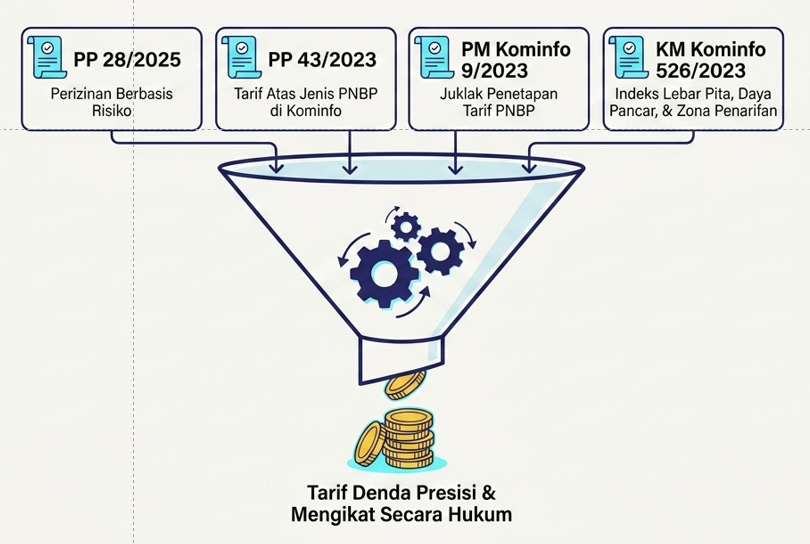 PP 28/2025
Perizinan Berbasis
Risiko
PP 43/2023
Tarif Atas Jenis PNBP
di Kominfo
PM Kominfo
9/2023
Juklak Penetapan
Tarif PNBP
KM Kominfo
526/2023
Indeks Lebar Pita, Daya
Pancar, & Zona Penarifan
Tarif Denda Presisi &
Mengikat Secara Hukum